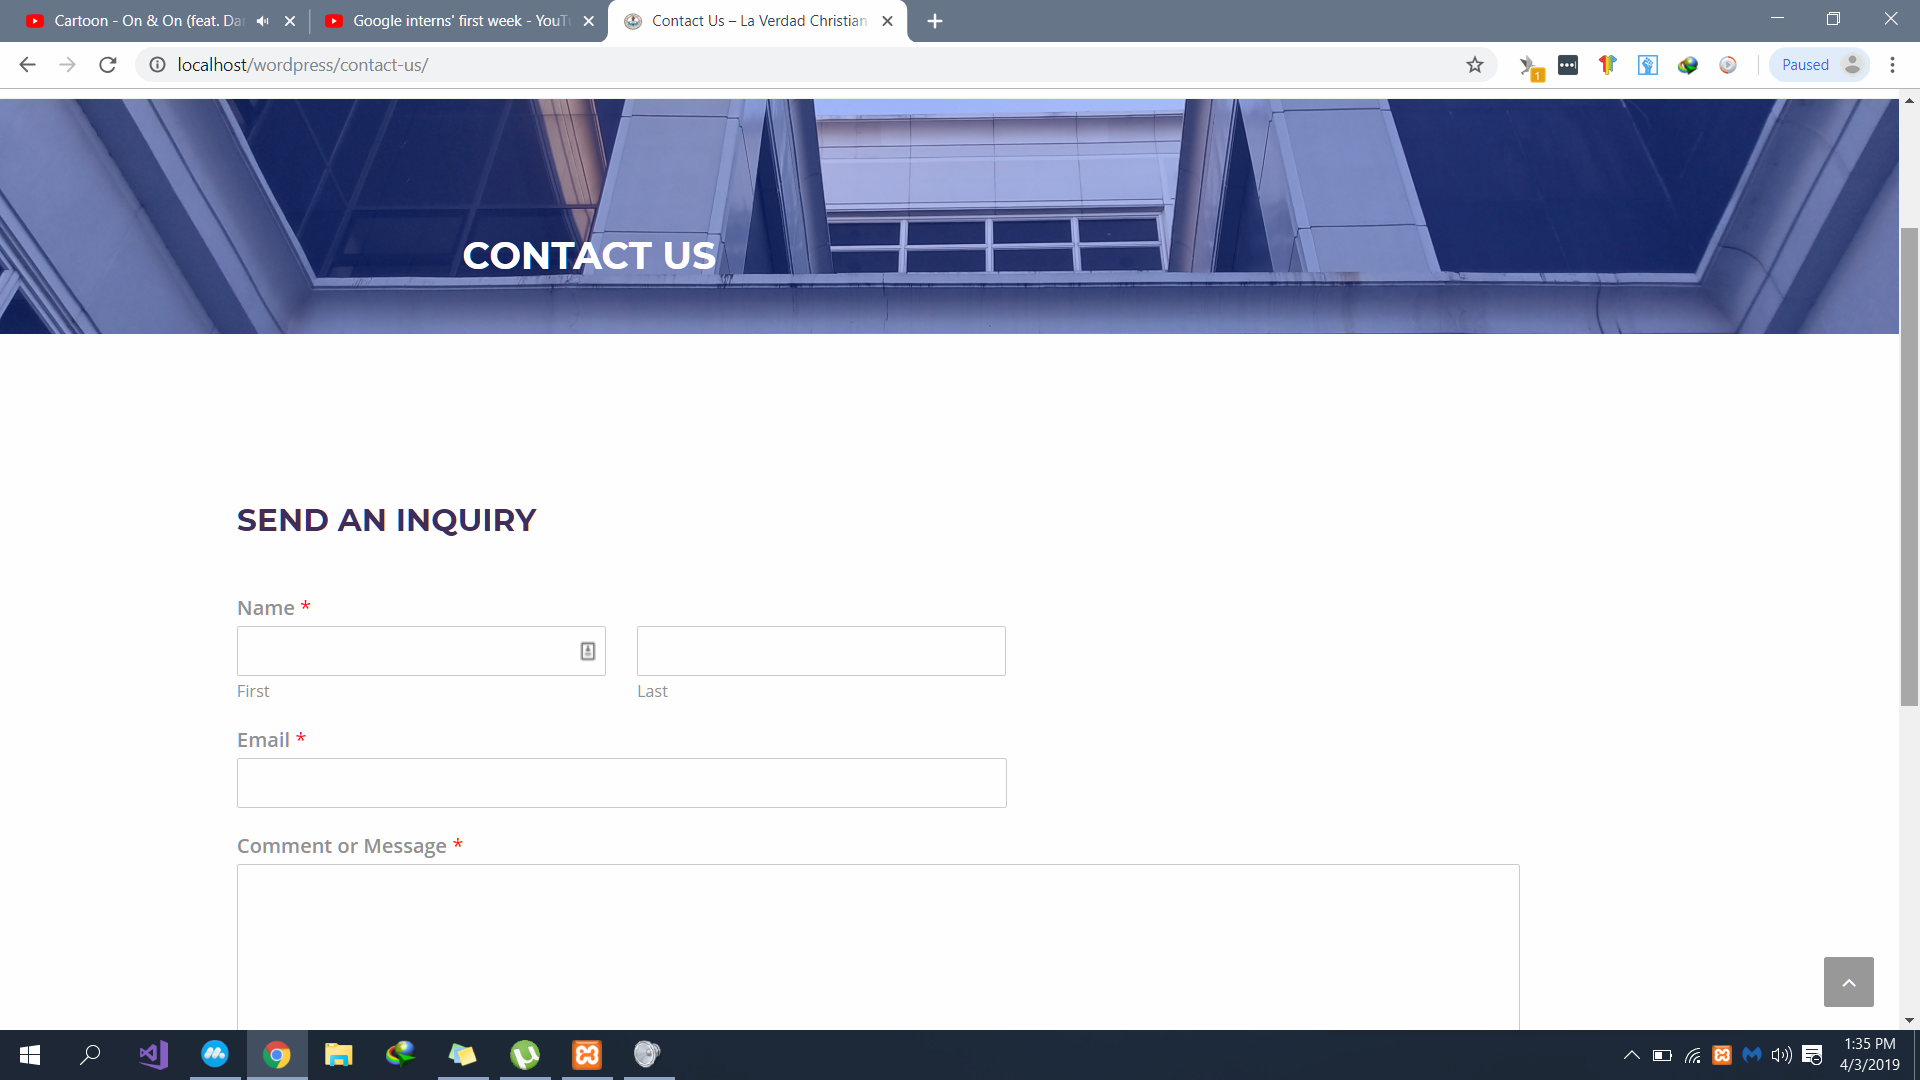 Cartoon - On & On (feat. Da
Google interns' first week - YouT
Contact Us – La Verdad Christian
localhost/wordpress/contact-us/
1
Paused
CONTACT US
SEND AN INQUIRY
Name *
First
Last
Email *
Comment or Message *
1:35 PM
4/3/2019